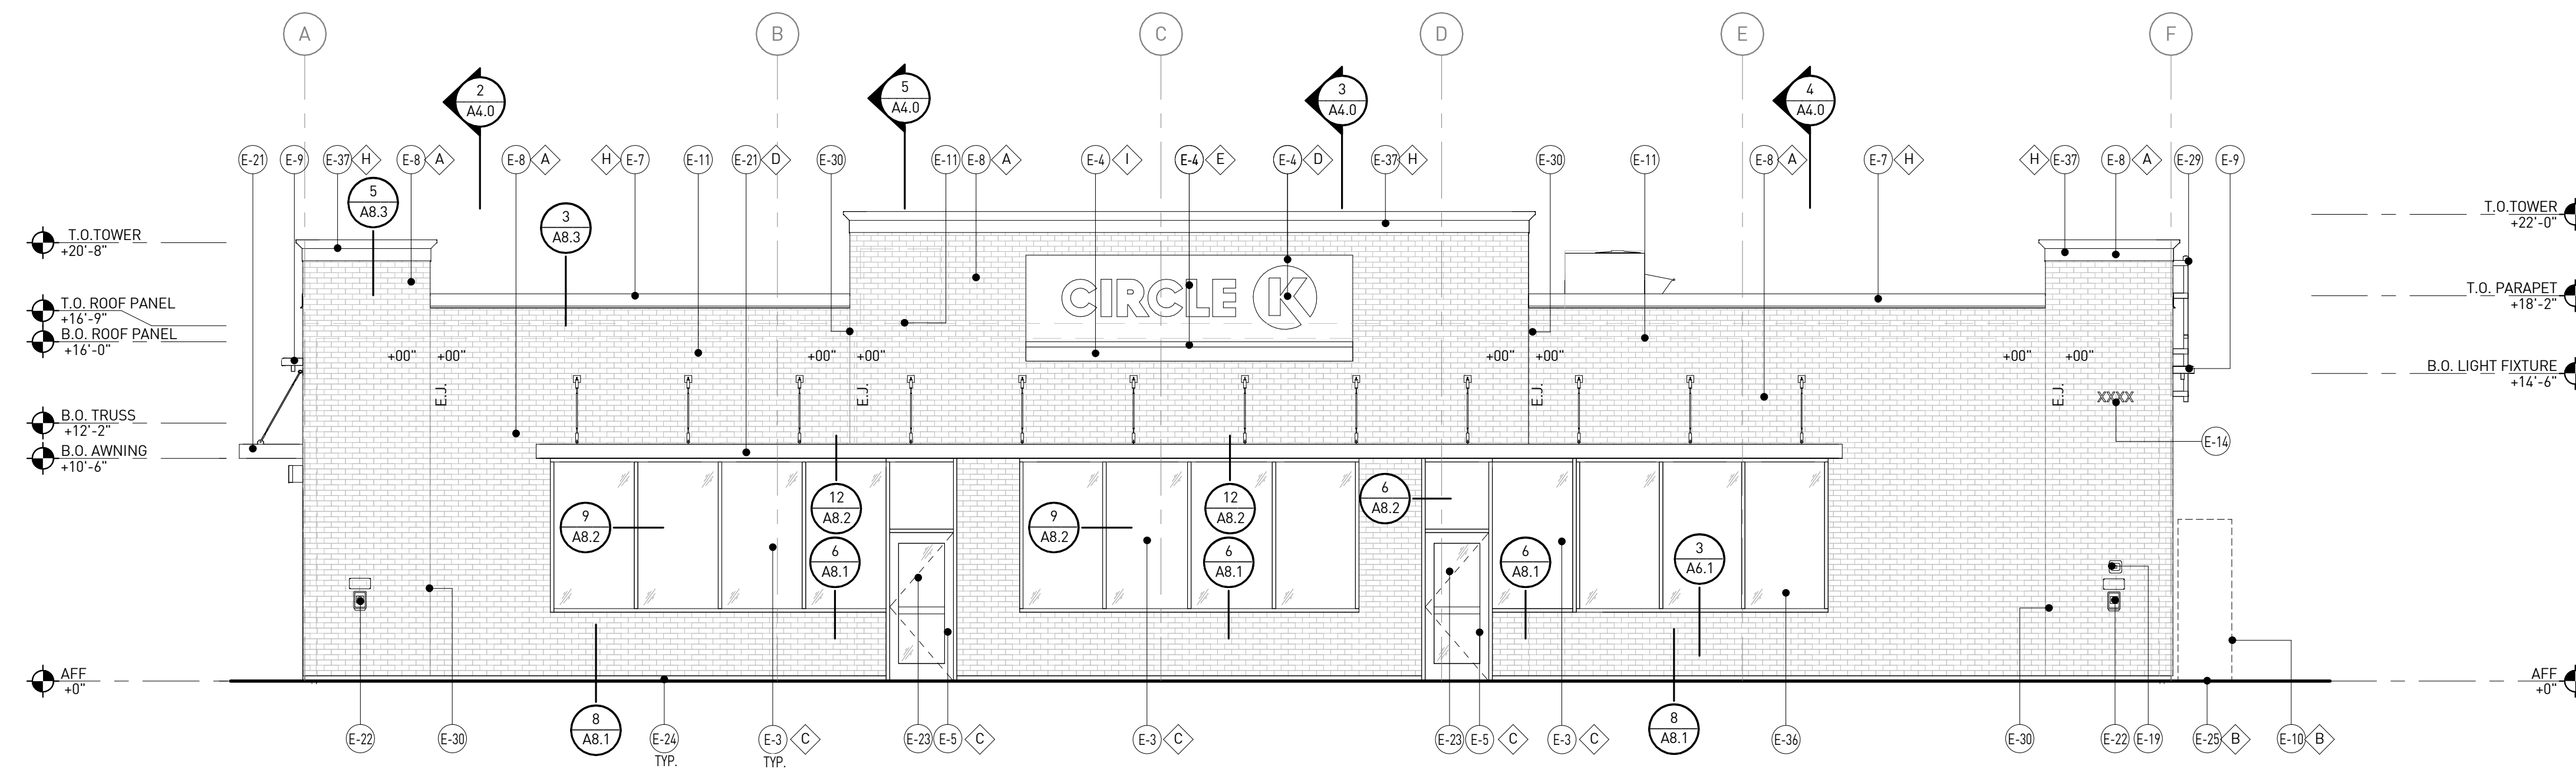 A B C D E F
2 A4.0
5 A4.0
3 A4.0
4 A4.0
E-21 E-9 E-37 H E-8 A E-8 A H E-7 E-11 E-21 D E-30 E-11 E-8 A E-4 I E-4 E E-4 D E-37 H E-30 E-11 E-8 A E-7 H H E-37 E-8 A E-29 E-9
5 A8.3
3 A8.3
T.O.TOWER
+20'-8"
T.O. ROOF PANEL
+16'-9"
B.O. ROOF PANEL
+16'-0"
B.O. TRUSS
+12'-2"
B.O. AWNING
+10'-6"
AFF
+0"
T.O.TOWER
+22'-0"
T.O. PARAPET
+18'-2"
B.O. LIGHT FIXTURE
+14'-6"
AFF
+0"
CIRCLE K
+00" +00" +00" +00" +00" +00" +00" +00"
E.J. E.J. E.J. E.J.
A A A A A A A A A A A A
XXXX
E-14
9 A8.2
12 A8.2
6 A8.1
9 A8.2
12 A8.2
6 A8.1
6 A8.2
6 A8.1
3 A6.1
8 A8.1
8 A8.1
E-22 E-30 E-24 E-3 C E-23 E-5 C E-3 C E-23 E-5 C E-3 C E-36 E-30 E-22 E-19 E-25 B E-10 B
TYP. TYP.